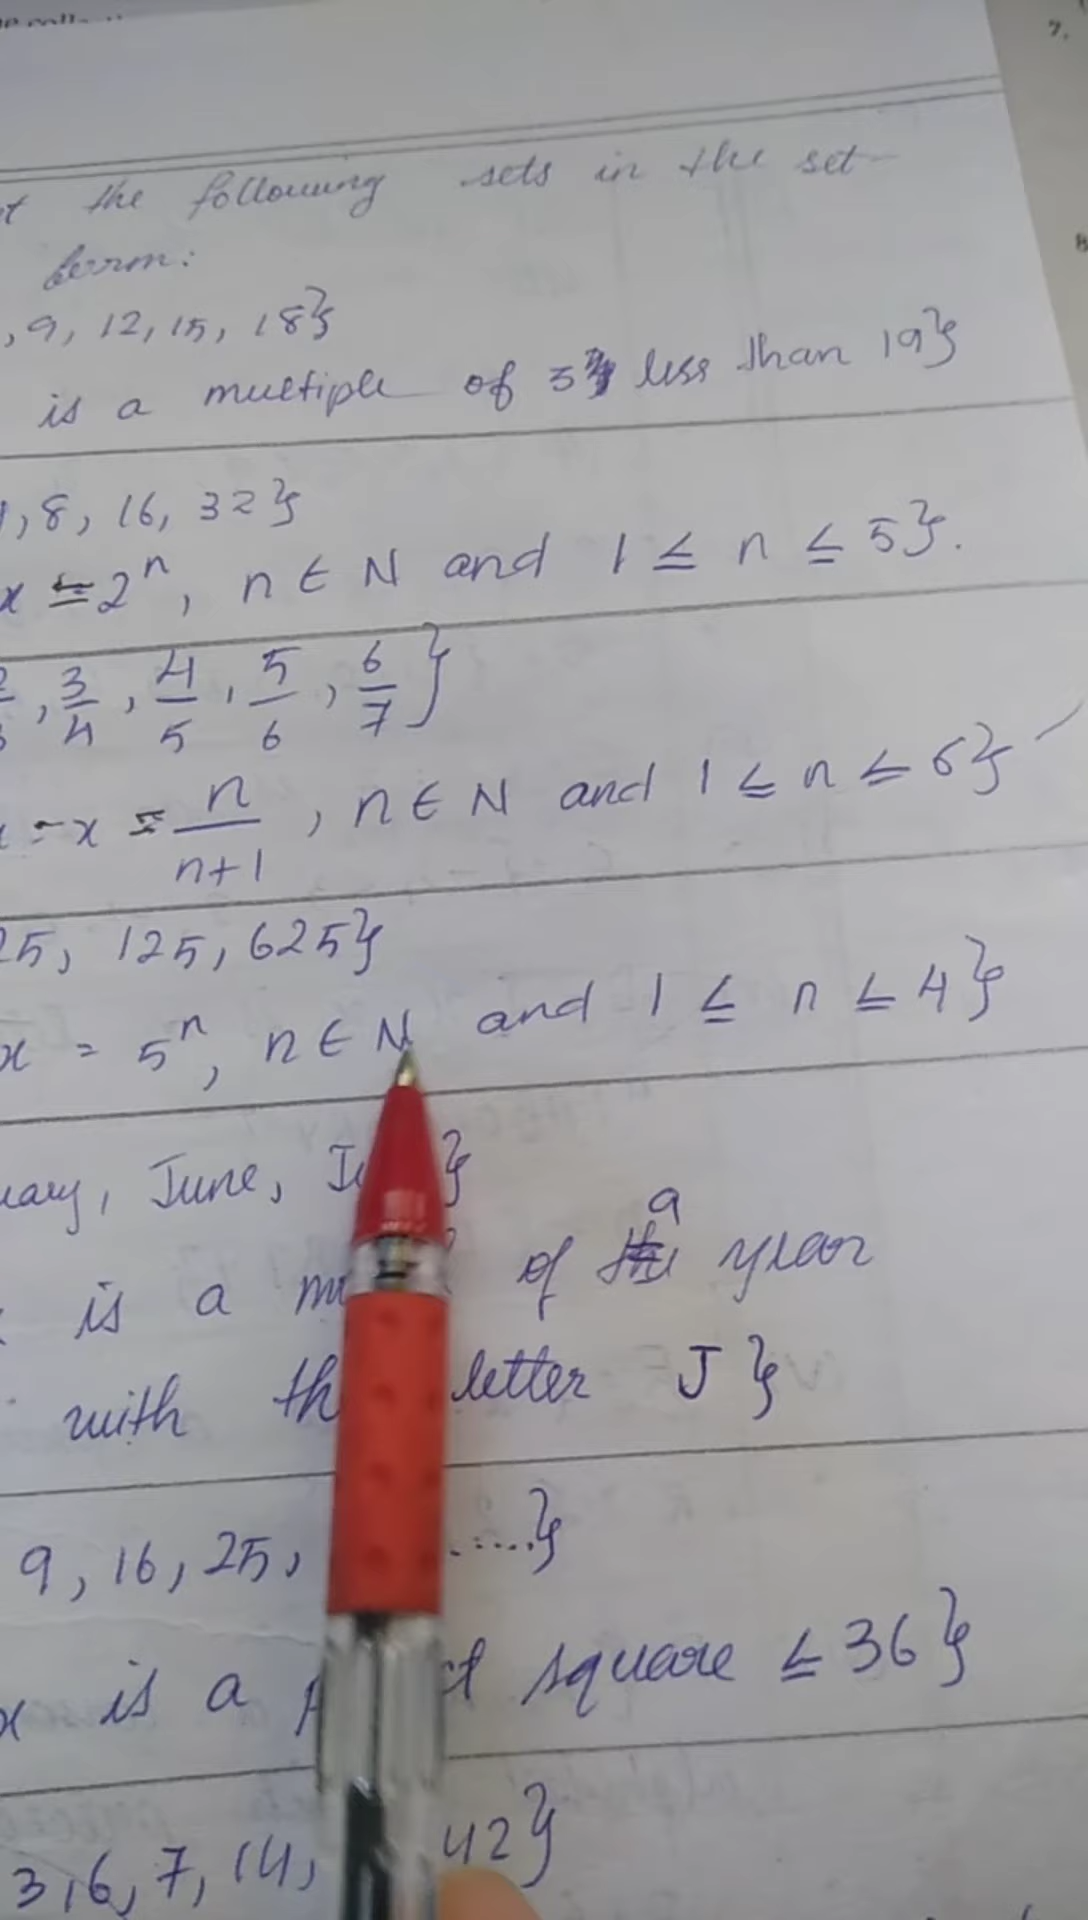 the following sets in the set-
form:
, 9, 12, 15, 18}
is a multiple of 3 less than 19}
, 8, 16, 32}
x = 2ⁿ, n ∈ N and 1 ≤ n ≤ 5}.
, 3/4, 4/5, 5/6, 6/7}
x = n/n+1, n ∈ N and 1 ≤ n ≤ 6}
25, 125, 625}
x = 5ⁿ, n ∈ N and 1 ≤ n ≤ 4}
, June, }
is a of a year
with letter J}
9, 16, 25, .....}
x is a square ≤ 36}
3, 6, 7, 14, 42}